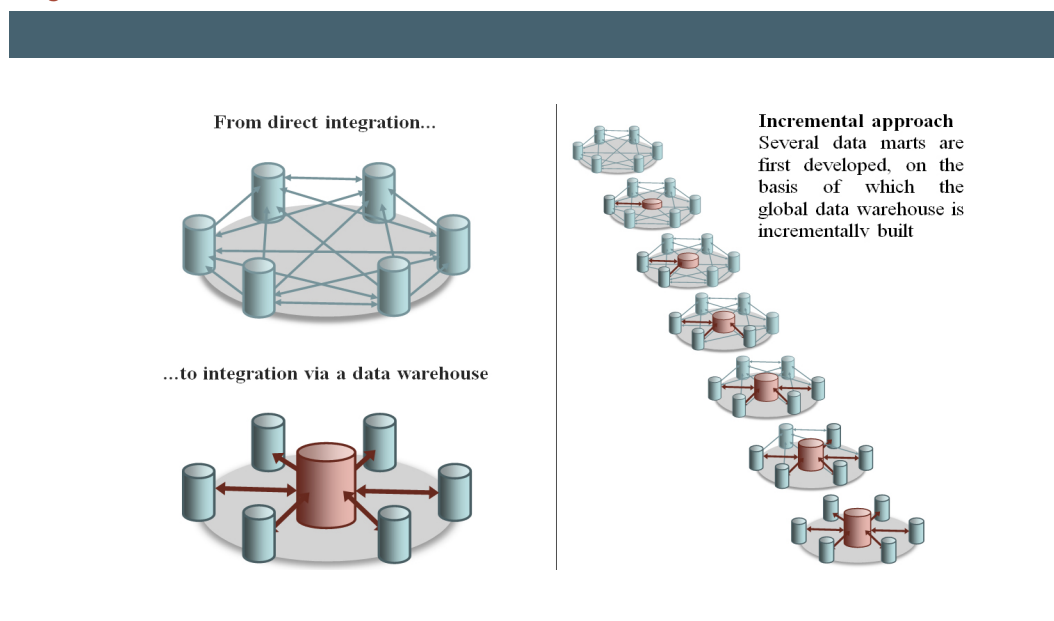 From direct integration...
...to integration via a data warehouse
Incremental approach
Several data marts are
first developed, on the
basis of which the
global data warehouse is
incrementally built